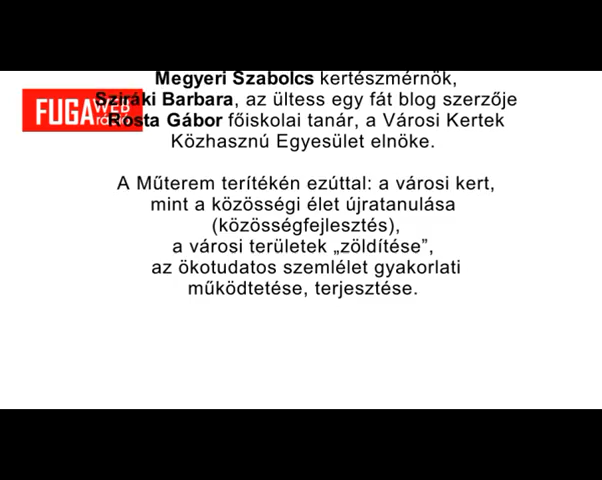 Megyeri Szabolcs kertészmérnök,
FUGA WEB rádió
Sziráki Barbara, az ültess egy fát blog szerzője
Rosta Gábor főiskolai tanár, a Városi Kertek
Közhasznú Egyesület elnöke.
A Műterem terítékén ezúttal: a városi kert,
mint a közösségi élet újratanulása
(közösségfejlesztés),
a városi területek „zöldítése”,
az ökotudatos szemlélet gyakorlati
működtetése, terjesztése.